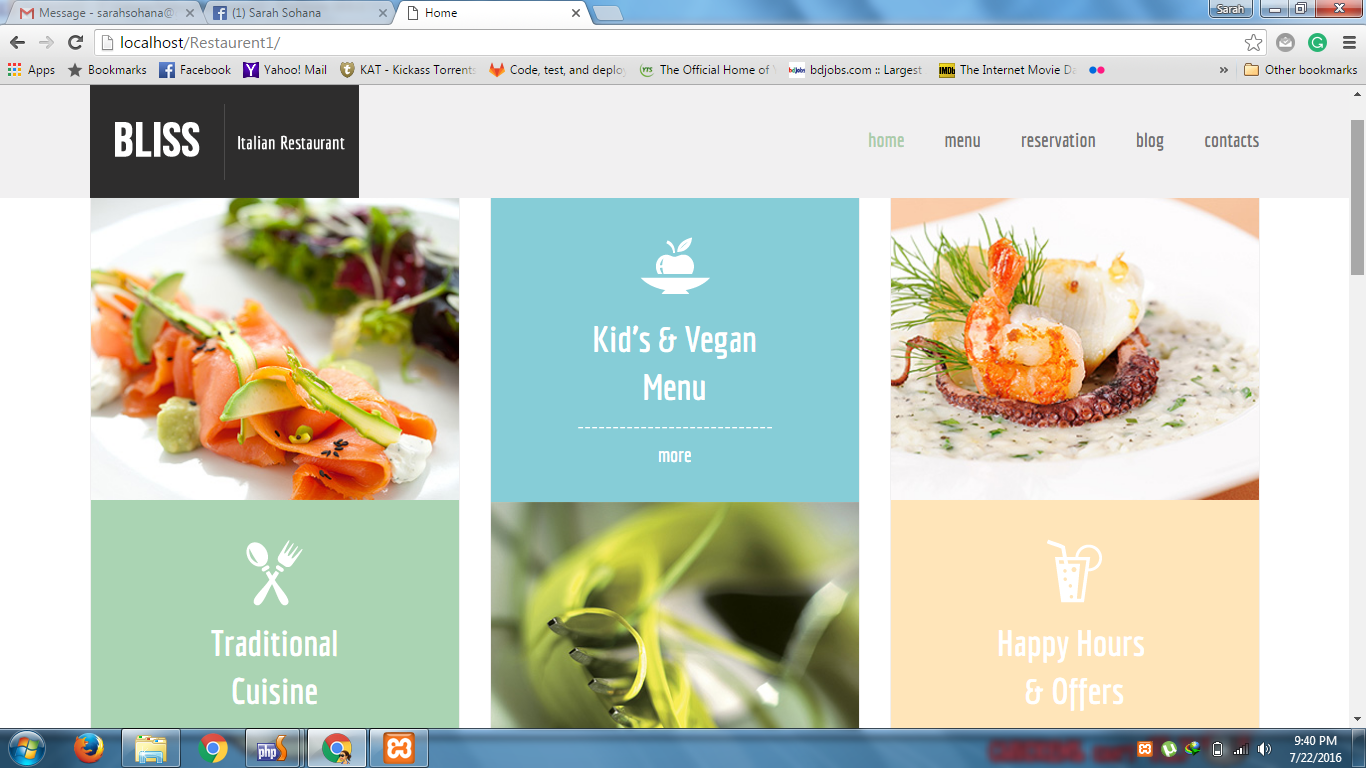 Message - sarahsohana@
(1) Sarah Sohana
Home
Sarah
localhost/Restaurent1/
Apps
Bookmarks
Facebook
Yahoo! Mail
KAT - Kickass Torrents
Code, test, and deploy
The Official Home of
bdjobs.com :: Largest
The Internet Movie Da
»
Other bookmarks
BLISS
Italian Restaurant
home
menu
reservation
blog
contacts
Kid's & Vegan
Menu
more
Traditional
Cuisine
Happy Hours
& Offers
php
9:40 PM
7/22/2016